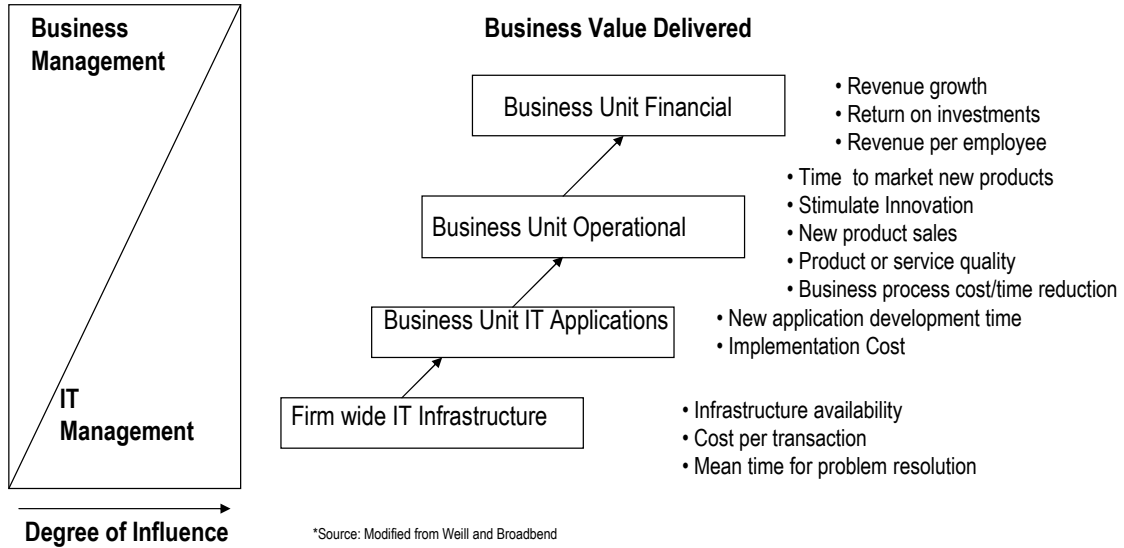 Business
Management
IT
Management
Degree of Influence
Business Value Delivered
Business Unit Financial
• Revenue growth
• Return on investments
• Revenue per employee
Business Unit Operational
• Time to market new products
• Stimulate Innovation
• New product sales
• Product or service quality
• Business process cost/time reduction
Business Unit IT Applications
• New application development time
• Implementation Cost
Firm wide IT Infrastructure
• Infrastructure availability
• Cost per transaction
• Mean time for problem resolution
*Source: Modified from Weill and Broadbend